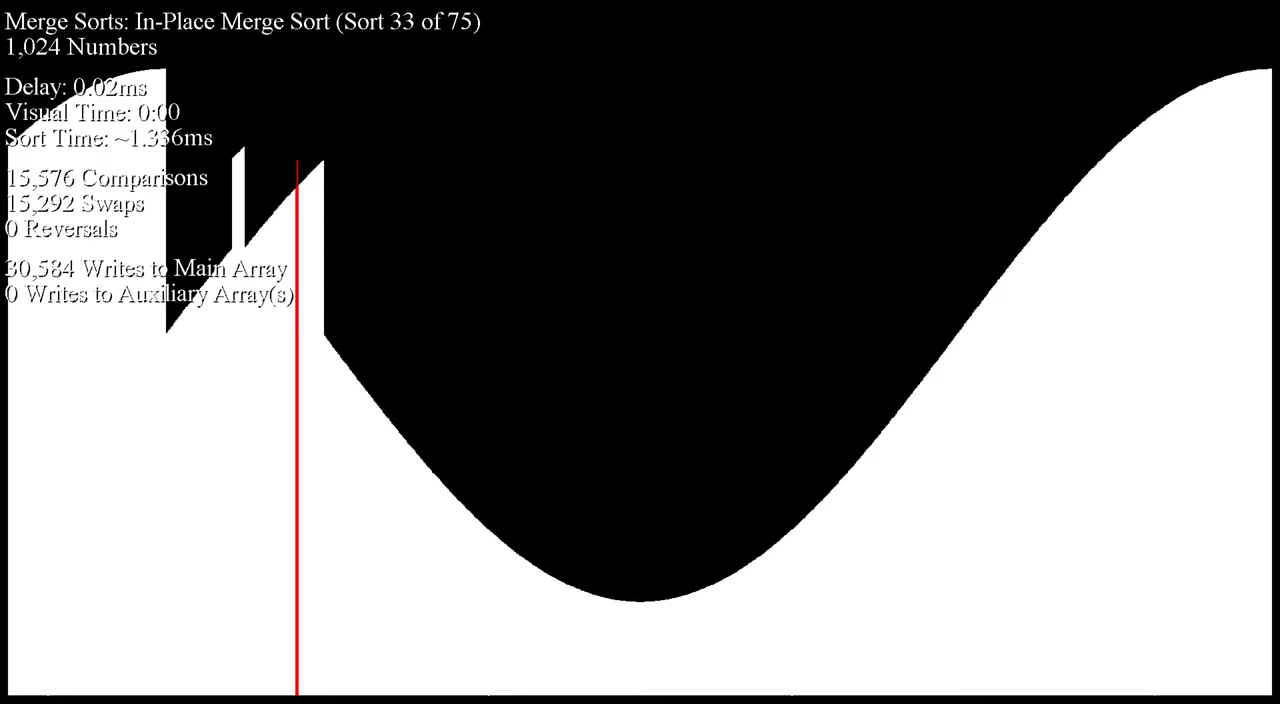 Merge Sorts: In-Place Merge Sort (Sort 33 of 75)
1,024 Numbers
Delay: 0.02ms
Visual Time: 0:00
Sort Time: ~1.336ms
15,576 Comparisons
15,292 Swaps
0 Reversals
30,584 Writes to Main Array
0 Writes to Auxiliary Array(s)